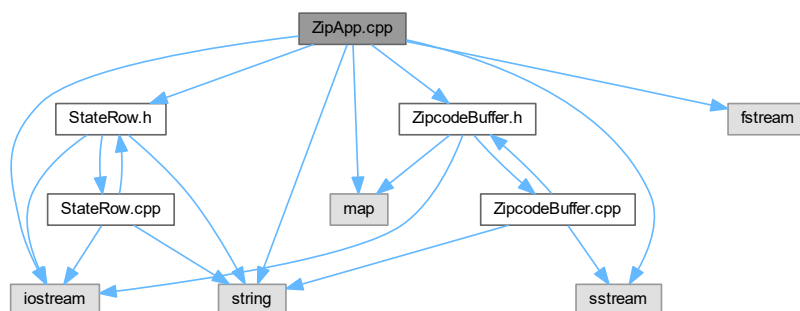 ZipApp.cpp
StateRow.h
ZipcodeBuffer.h
fstream
StateRow.cpp
map
ZipcodeBuffer.cpp
iostream
string
sstream